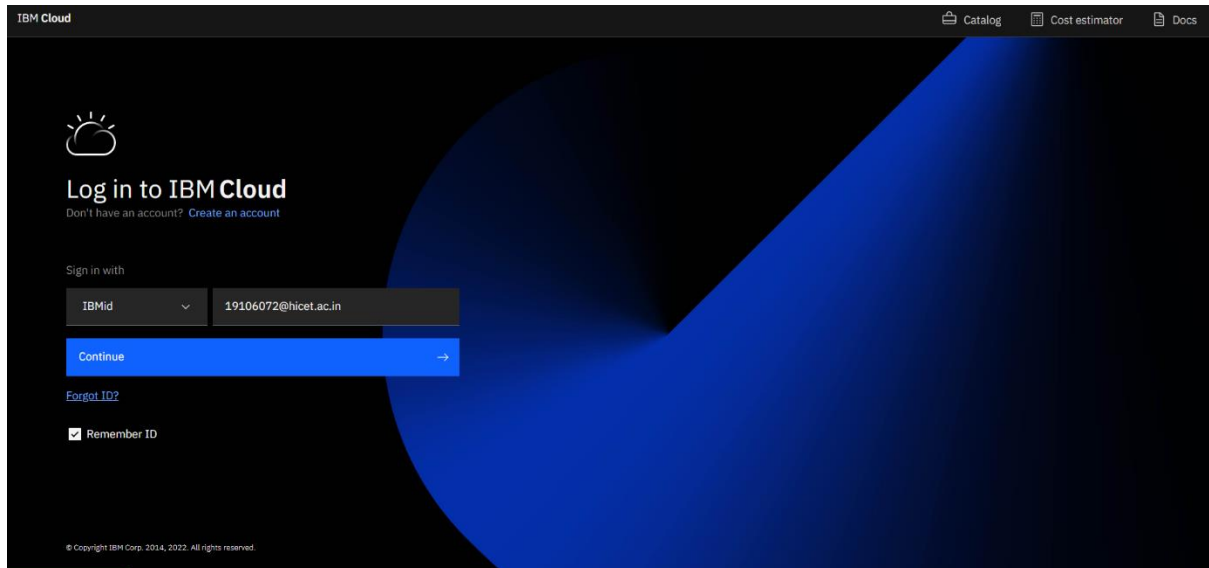 IBM Cloud Catalog Cost estimator Docs
Log in to IBM Cloud
Don't have an account? Create an account
Sign in with
IBMid 19106072@hicet.ac.in
Continue
Forgot ID?
Remember ID
© Copyright IBM Corp. 2014, 2022. All rights reserved.